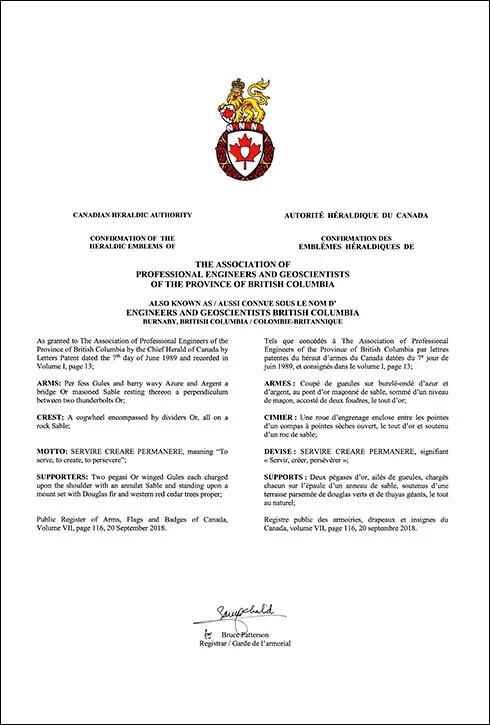 CANADIAN HERALDIC AUTHORITY
AUTORITÉ HÉRALDIQUE DU CANADA
CONFIRMATION OF THE
HERALDIC EMBLEMS OF
CONFIRMATION DES
EMBLÈMES HÉRALDIQUES DE
THE ASSOCIATION OF
PROFESSIONAL ENGINEERS AND GEOSCIENTISTS
OF THE PROVINCE OF BRITISH COLUMBIA
ALSO KNOWN AS / AUSSI CONNUE SOUS LE NOM D'
ENGINEERS AND GEOSCIENTISTS BRITISH COLUMBIA
BURNABY, BRITISH COLUMBIA / COLOMBIE-BRITANNIQUE
As granted to The Association of Professional Engineers of the
Province of British Columbia by the Chief Herald of Canada by
Letters Patent dated the 7th day of June 1989 and recorded in
Volume I, page 13;
ARMS: Per fess Gules and barry wavy Azure and Argent a
bridge Or masoned Sable resting thereon a perpendiculum
between two thunderbolts Or;
CREST: A cogwheel encompassed by dividers Or, all on a
rock Sable;
MOTTO: SERVIRE CREARE PERMANERE, meaning "To
serve, to create, to persevere";
SUPPORTERS: Two pegasi Or winged Gules each charged
upon the shoulder with an annulet Sable and standing upon a
mount set with Douglas fir and western red cedar trees proper;
Public Register of Arms, Flags and Badges of Canada,
Volume VII, page 116, 20 September 2018.
Tels que concédés à The Association of Professional
Engineers of the Province of British Columbia par lettres
patentes du héraut d'armes du Canada datées du 7e jour de
juin 1989, et consignés dans le volume I, page 13;
ARMES : Coupé de gueules sur burelé-ondé d'azur et
d'argent, au pont d'or maçonné de sable, sommé d'un niveau
de maçon, accosté de deux foudres, le tout d'or;
CIMIER : Une roue d'engrenage enclose entre les pointes
d'un compas à pointes sèches ouvert, le tout d'or et soutenu
d'un roc de sable;
DEVISE : SERVIRE CREARE PERMANERE, signifiant
« Servir, créer, persévérer »;
SUPPORTS : Deux pégases d'or, ailés de gueules, chargés
chacun sur l'épaule d'un anneau de sable, soutenus d'une
terrasse parsemée de douglas verts et de thuyas géants, le tout
au naturel;
Registre public des armoiries, drapeaux et insignes du
Canada, volume VII, page 116, 20 septembre 2018.
for Bruce Patterson
Registrar / Garde de l'armorial